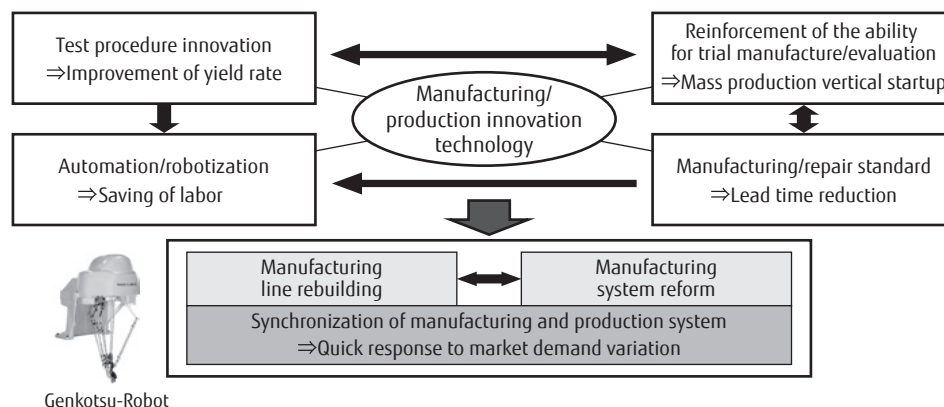 Test procedure innovation
⇒Improvement of yield rate
Reinforcement of the ability
for trial manufacture/evaluation
⇒Mass production vertical startup
Manufacturing/
production innovation
technology
Automation/robotization
⇒Saving of labor
Manufacturing/repair standard
⇒Lead time reduction
Manufacturing
line rebuilding
Manufacturing
system reform
Synchronization of manufacturing and production system
⇒Quick response to market demand variation
Genkotsu-Robot